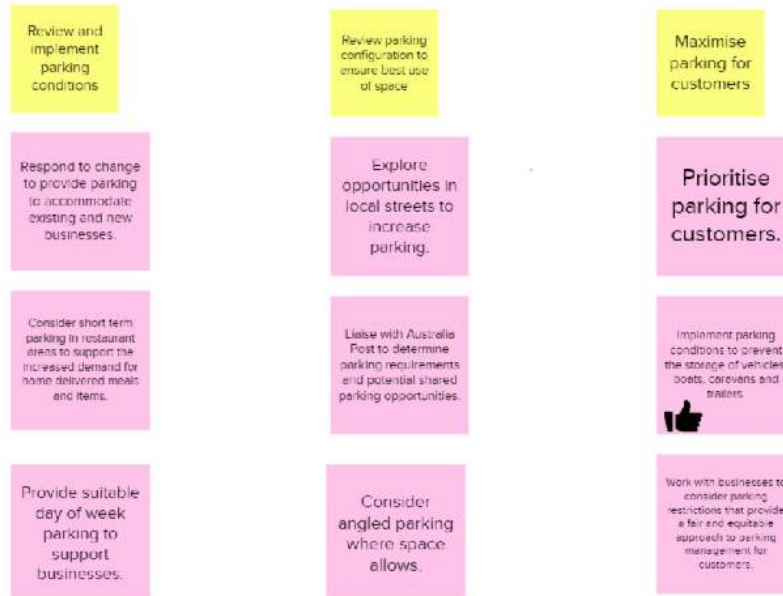 Review and
implement
parking
conditions
Review parking
configuration to
ensure best use
of space
Maximise
parking for
customers
Respond to change
to provide parking
to accommodate
existing and new
businesses.
Explore
opportunities in
local streets to
increase
parking.
Prioritise
parking for
customers.
Consider short term
parking in restaurant
areas to support the
increased demand for
home delivered meals
and items.
Liaise with Australia
Post to determine
parking requirements
and potential shared
parking opportunities.
Implement parking
conditions to prevent
the storage of vehicles,
boats, caravans and
trailers.
Provide suitable
day of week
parking to
support
businesses.
Consider
angled parking
where space
allows.
Work with businesses to
consider parking
restrictions that provide
a fair and equitable
approach to parking
management for
customers.